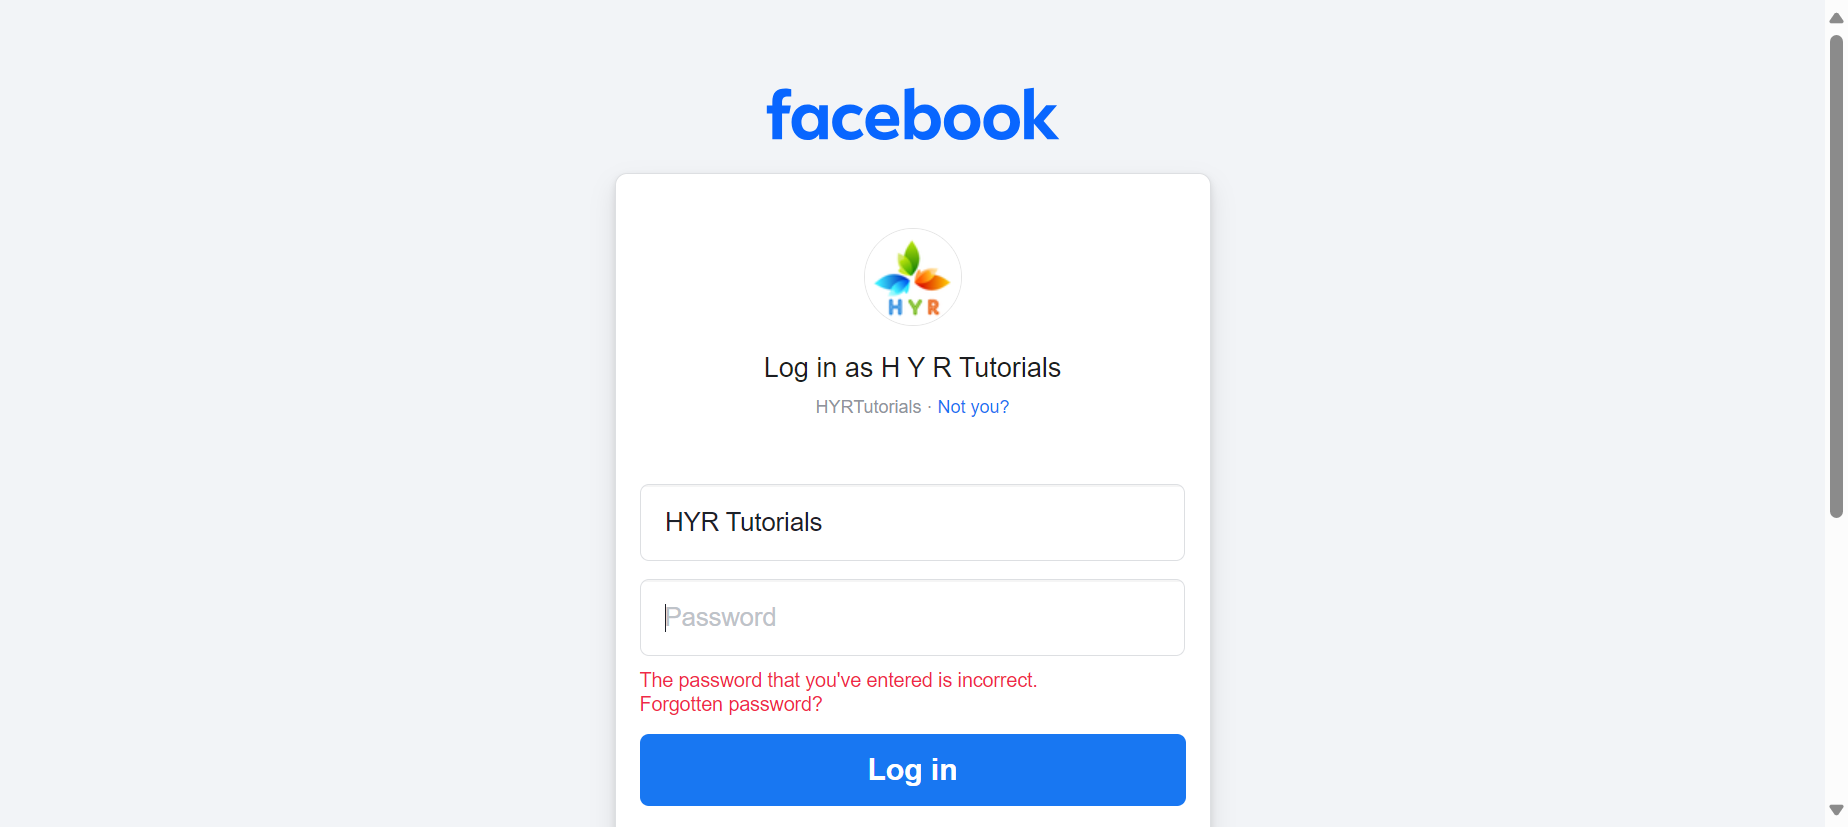 facebook
HYR
Log in as H Y R Tutorials
HYRTutorials · Not you?
HYR Tutorials
Password
The password that you've entered is incorrect.
Forgotten password?
Log in